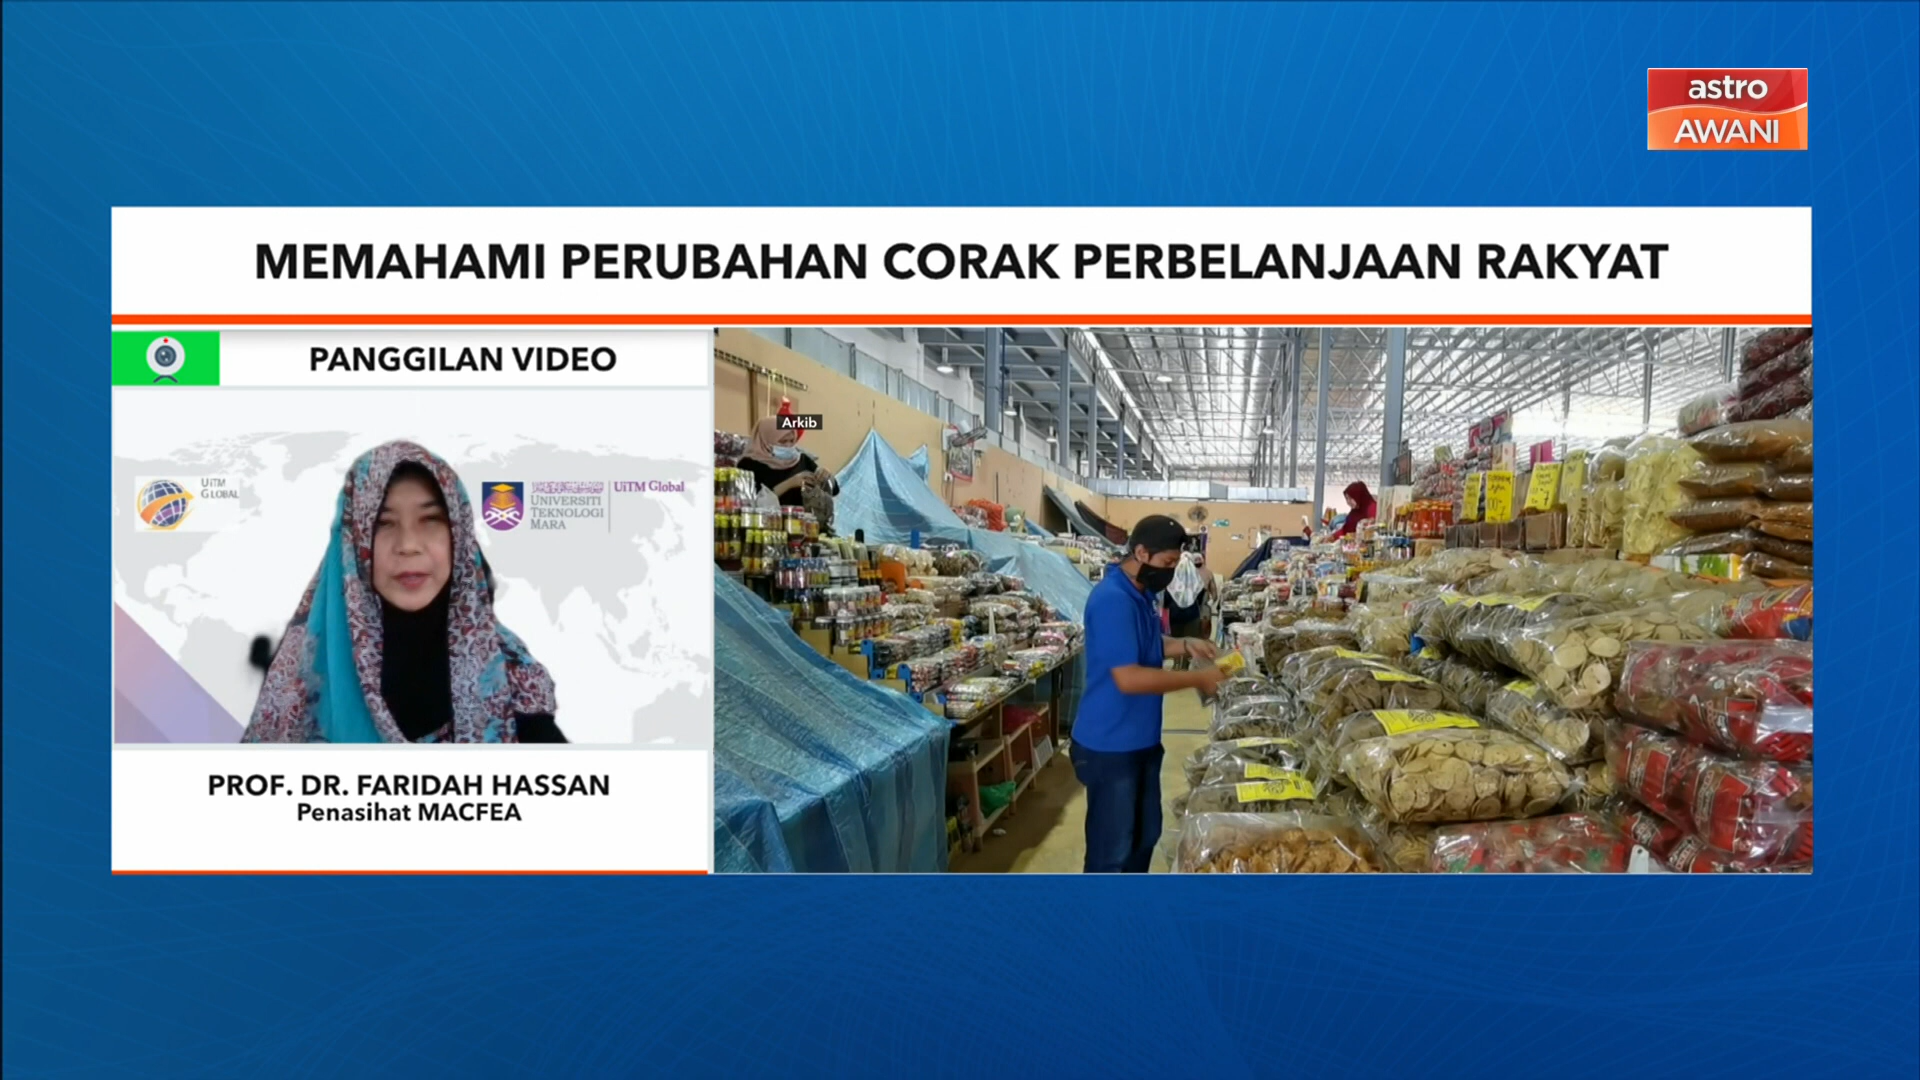 astro
AWANI
MEMAHAMI PERUBAHAN CORAK PERBELANJAAN RAKYAT
PANGGILAN VIDEO
Arkib
UiTM
GLOBAL
UNIVERSITI
TEKNOLOGI
MARA
UiTM Global
PROF. DR. FARIDAH HASSAN
Penasihat MACFEA